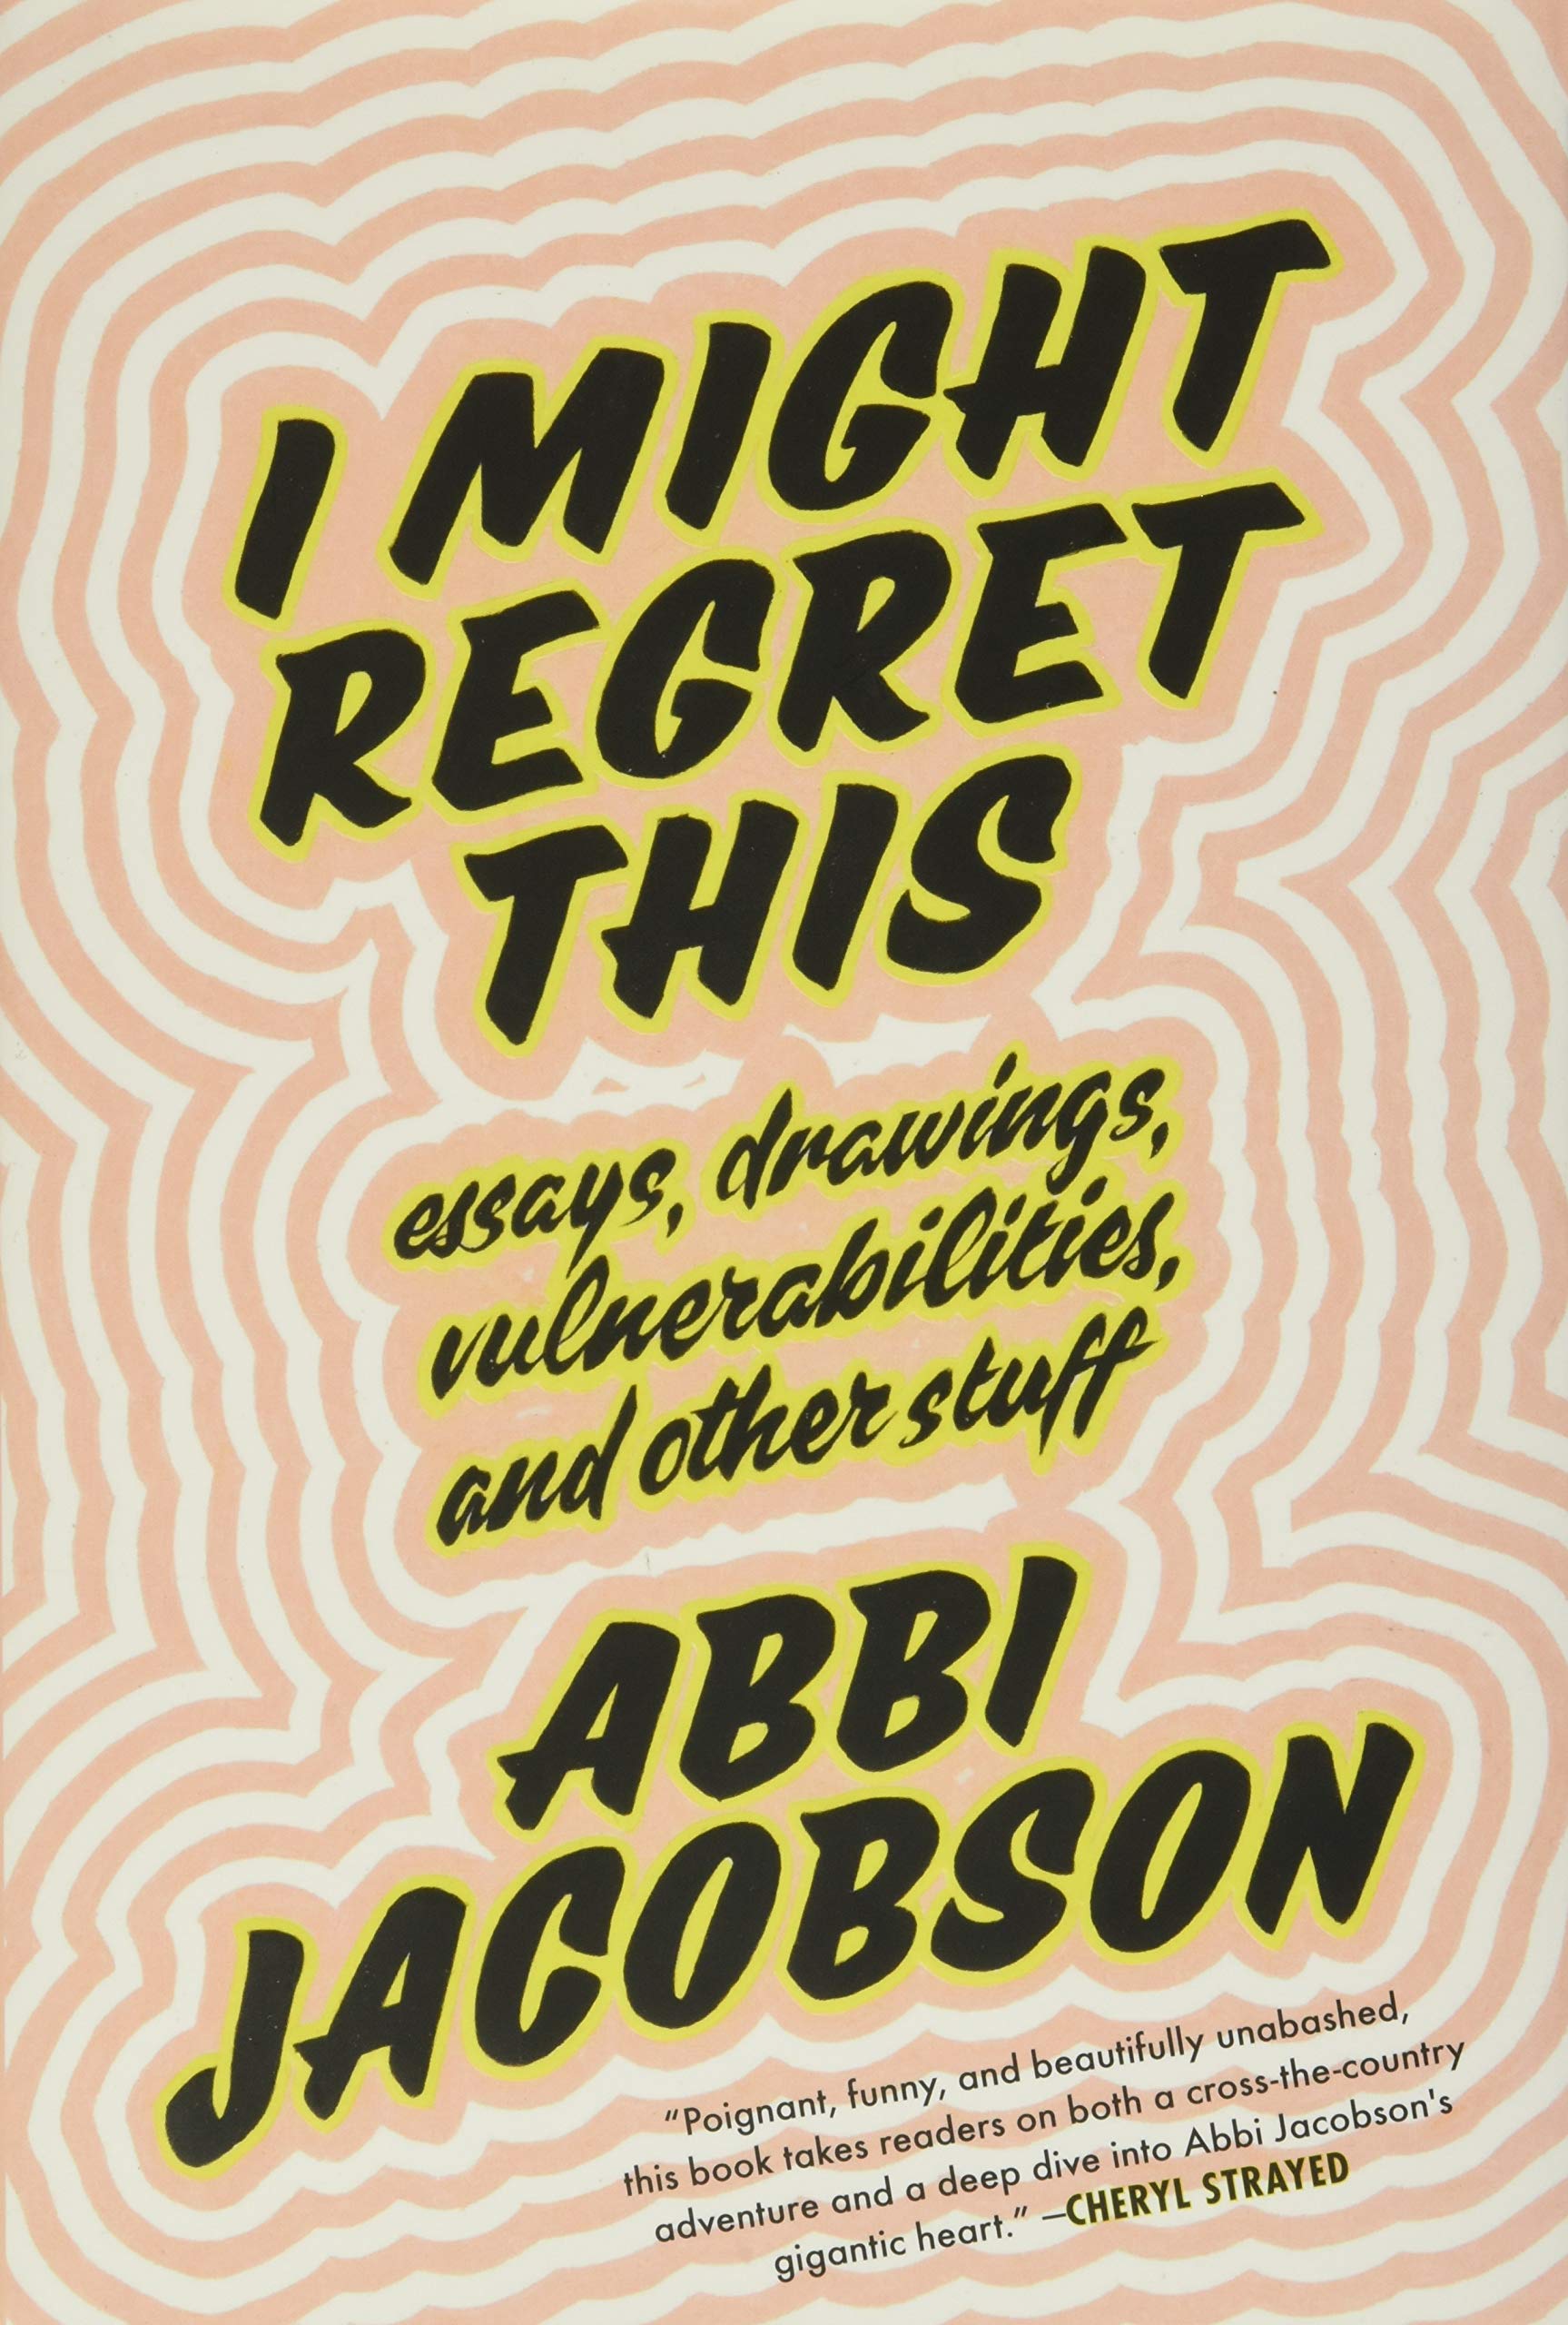 I MIGHT
REGRET
THIS
essays, drawings,
vulnerabilities,
and other stuff
ABBI
JACOBSON
“Poignant, funny, and beautifully unabashed,
this book takes readers on both a cross-the-country
adventure and a deep dive into Abbi Jacobson's
gigantic heart.” —CHERYL STRAYED